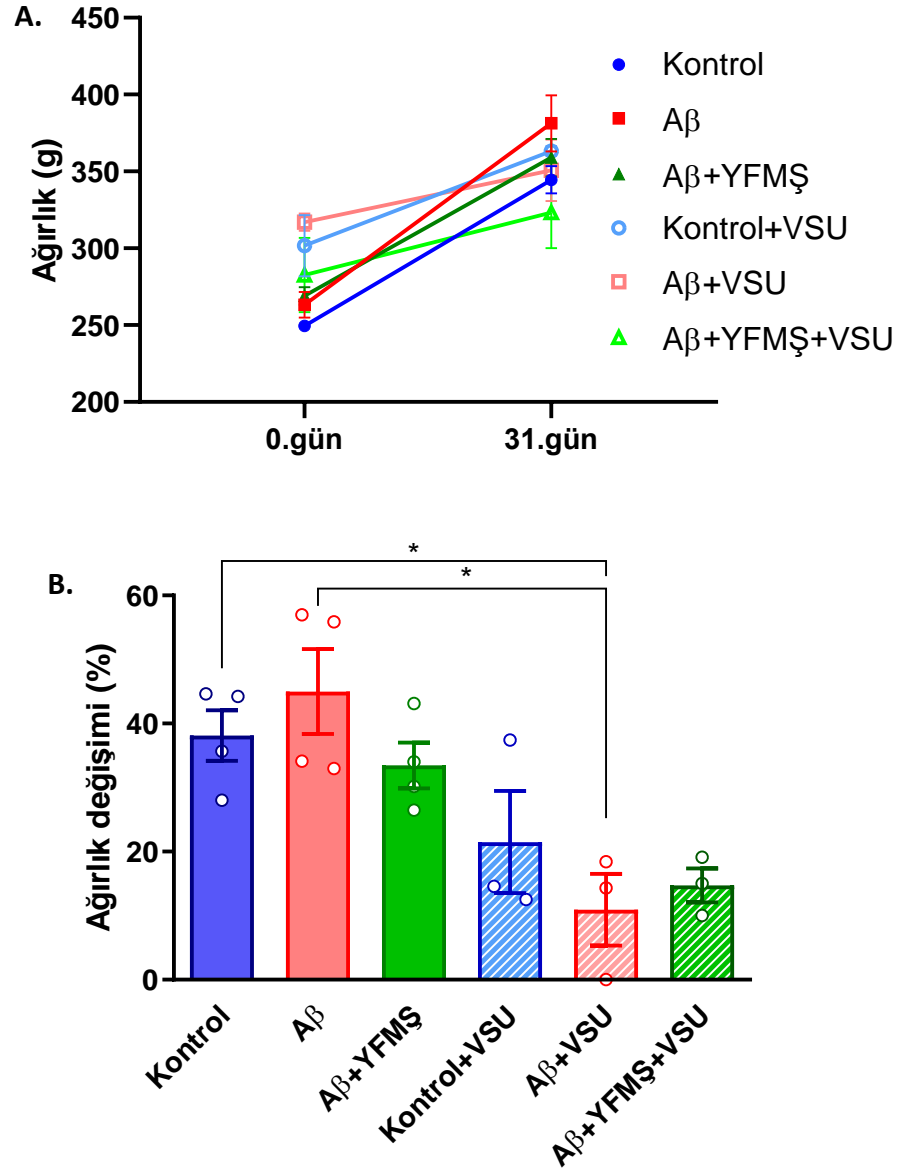 A.
450
400
350
300
250
200
Ağırlık (g)
0.gün
31.gün
Kontrol
Aβ
Aβ+YFMŞ
Kontrol+VSU
Aβ+VSU
Aβ+YFMŞ+VSU
B.
*
*
60
40
20
0
Ağırlık değişimi (%)
Kontrol
Aβ
Aβ+YFMŞ
Kontrol+VSU
Aβ+VSU
Aβ+YFMŞ+VSU